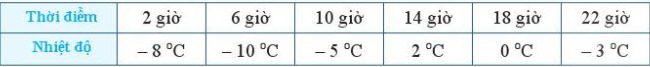 Thời điểm 2 giờ 6 giờ 10 giờ 14 giờ 18 giờ 22 giờ
Nhiệt độ – 8 °C – 10 °C – 5 °C 2 °C 0 °C – 3 °C